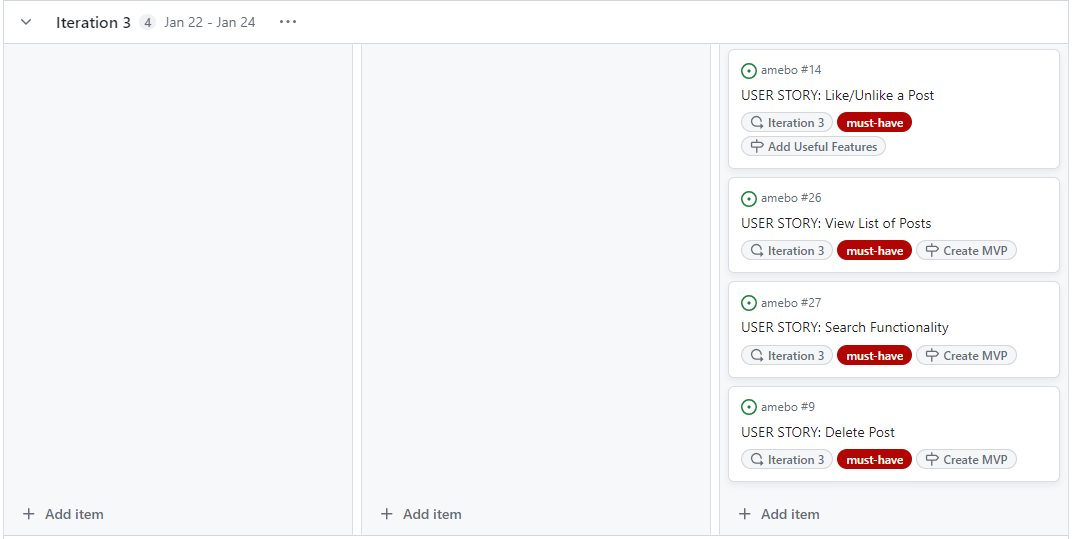 Iteration 3 4 Jan 22 - Jan 24 ...
amebo #14
USER STORY: Like/Unlike a Post
Iteration 3 must-have
Add Useful Features
amebo #26
USER STORY: View List of Posts
Iteration 3 must-have Create MVP
amebo #27
USER STORY: Search Functionality
Iteration 3 must-have Create MVP
amebo #9
USER STORY: Delete Post
Iteration 3 must-have Create MVP
+ Add item + Add item + Add item